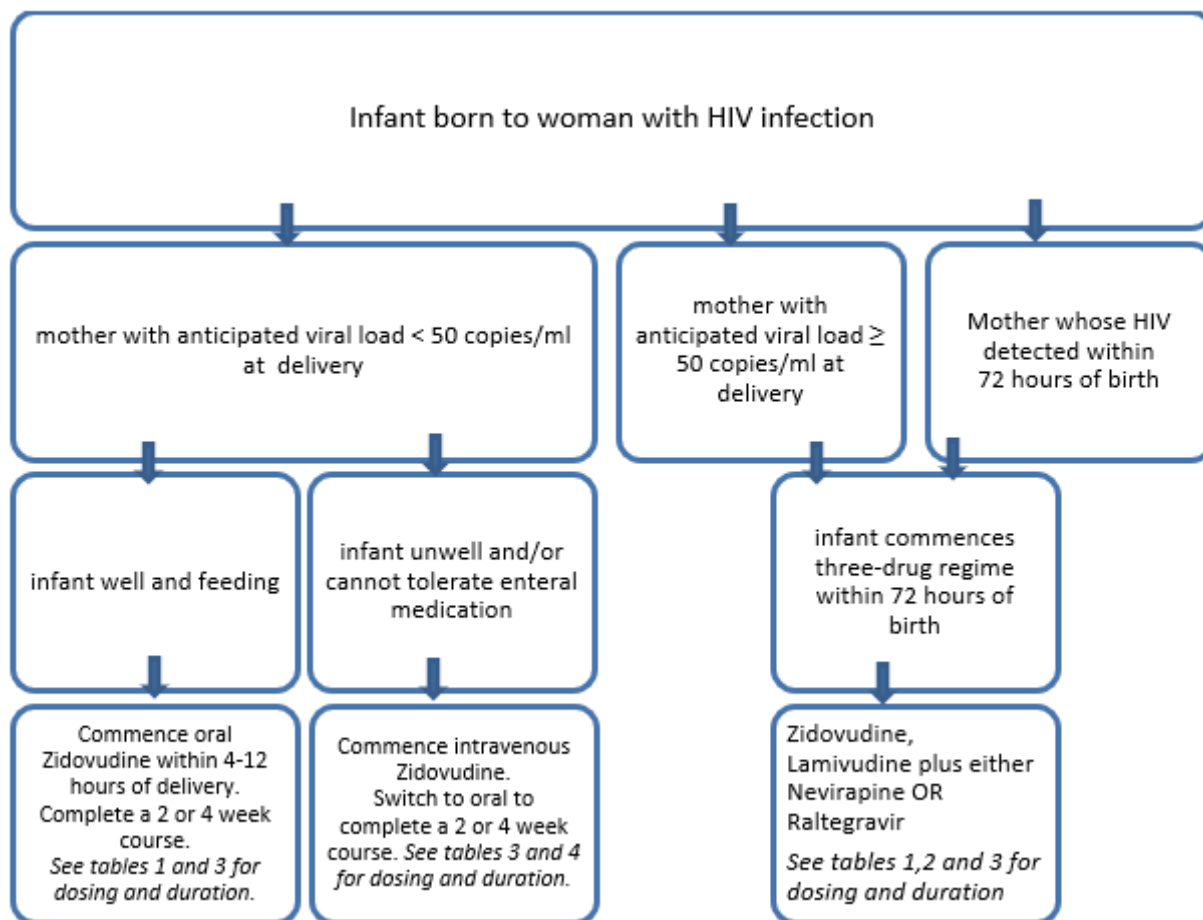 Infant born to woman with HIV infection
mother with anticipated viral load < 50 copies/ml
at delivery
mother with
anticipated viral load ≥
50 copies/ml at
delivery
Mother whose HIV
detected within
72 hours of birth
infant well and feeding
infant unwell and/or
cannot tolerate enteral
medication
infant commences
three-drug regime
within 72 hours of
birth
Commence oral
Zidovudine within 4-12
hours of delivery.
Complete a 2 or 4 week
course.
See tables 1 and 3 for
dosing and duration.
Commence intravenous
Zidovudine.
Switch to oral to
complete a 2 or 4 week
course. See tables 3 and 4
for dosing and duration.
Zidovudine,
Lamivudine plus either
Nevirapine OR
Raltegravir
See tables 1,2 and 3 for
dosing and duration